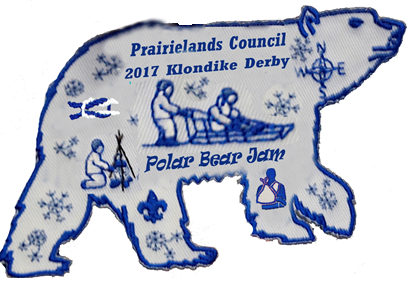 Prairielands Council
2017 Klondike Derby
N
W E
S
Polar Bear Jam